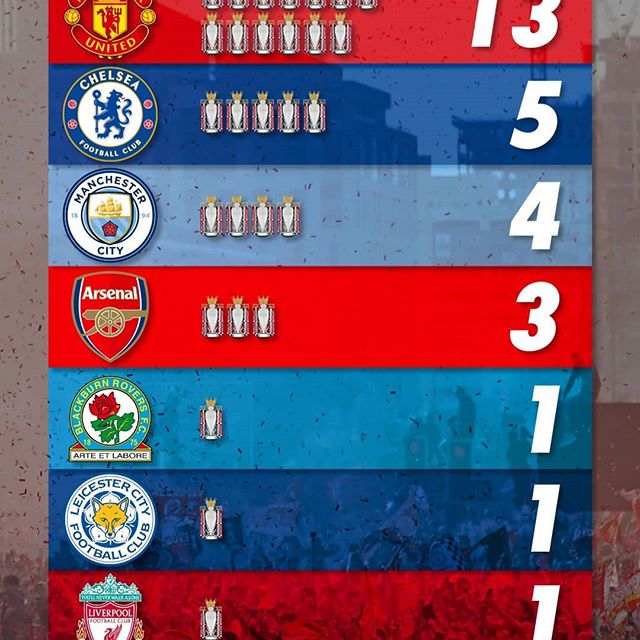 UNITED
13
CHELSEA
FOOTBALL CLUB
5
MANCHESTER
18 94
CITY
4
Arsenal
3
BLACKBURN ROVERS F.C.
18 75
ARTE ET LABORE
1
LEICESTER CITY
FOOTBALL CLUB
1
YOU'LL NEVER WALK ALONE
LIVERPOOL
FOOTBALL CLUB
1